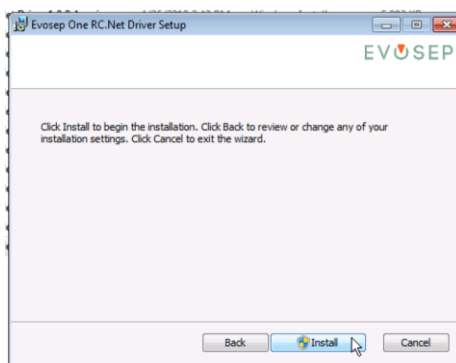 Evosep One RC.Net Driver Setup
EVOSEP
Click Install to begin the installation. Click Back to review or change any of your
installation settings. Click Cancel to exit the wizard.
Back
Install
Cancel